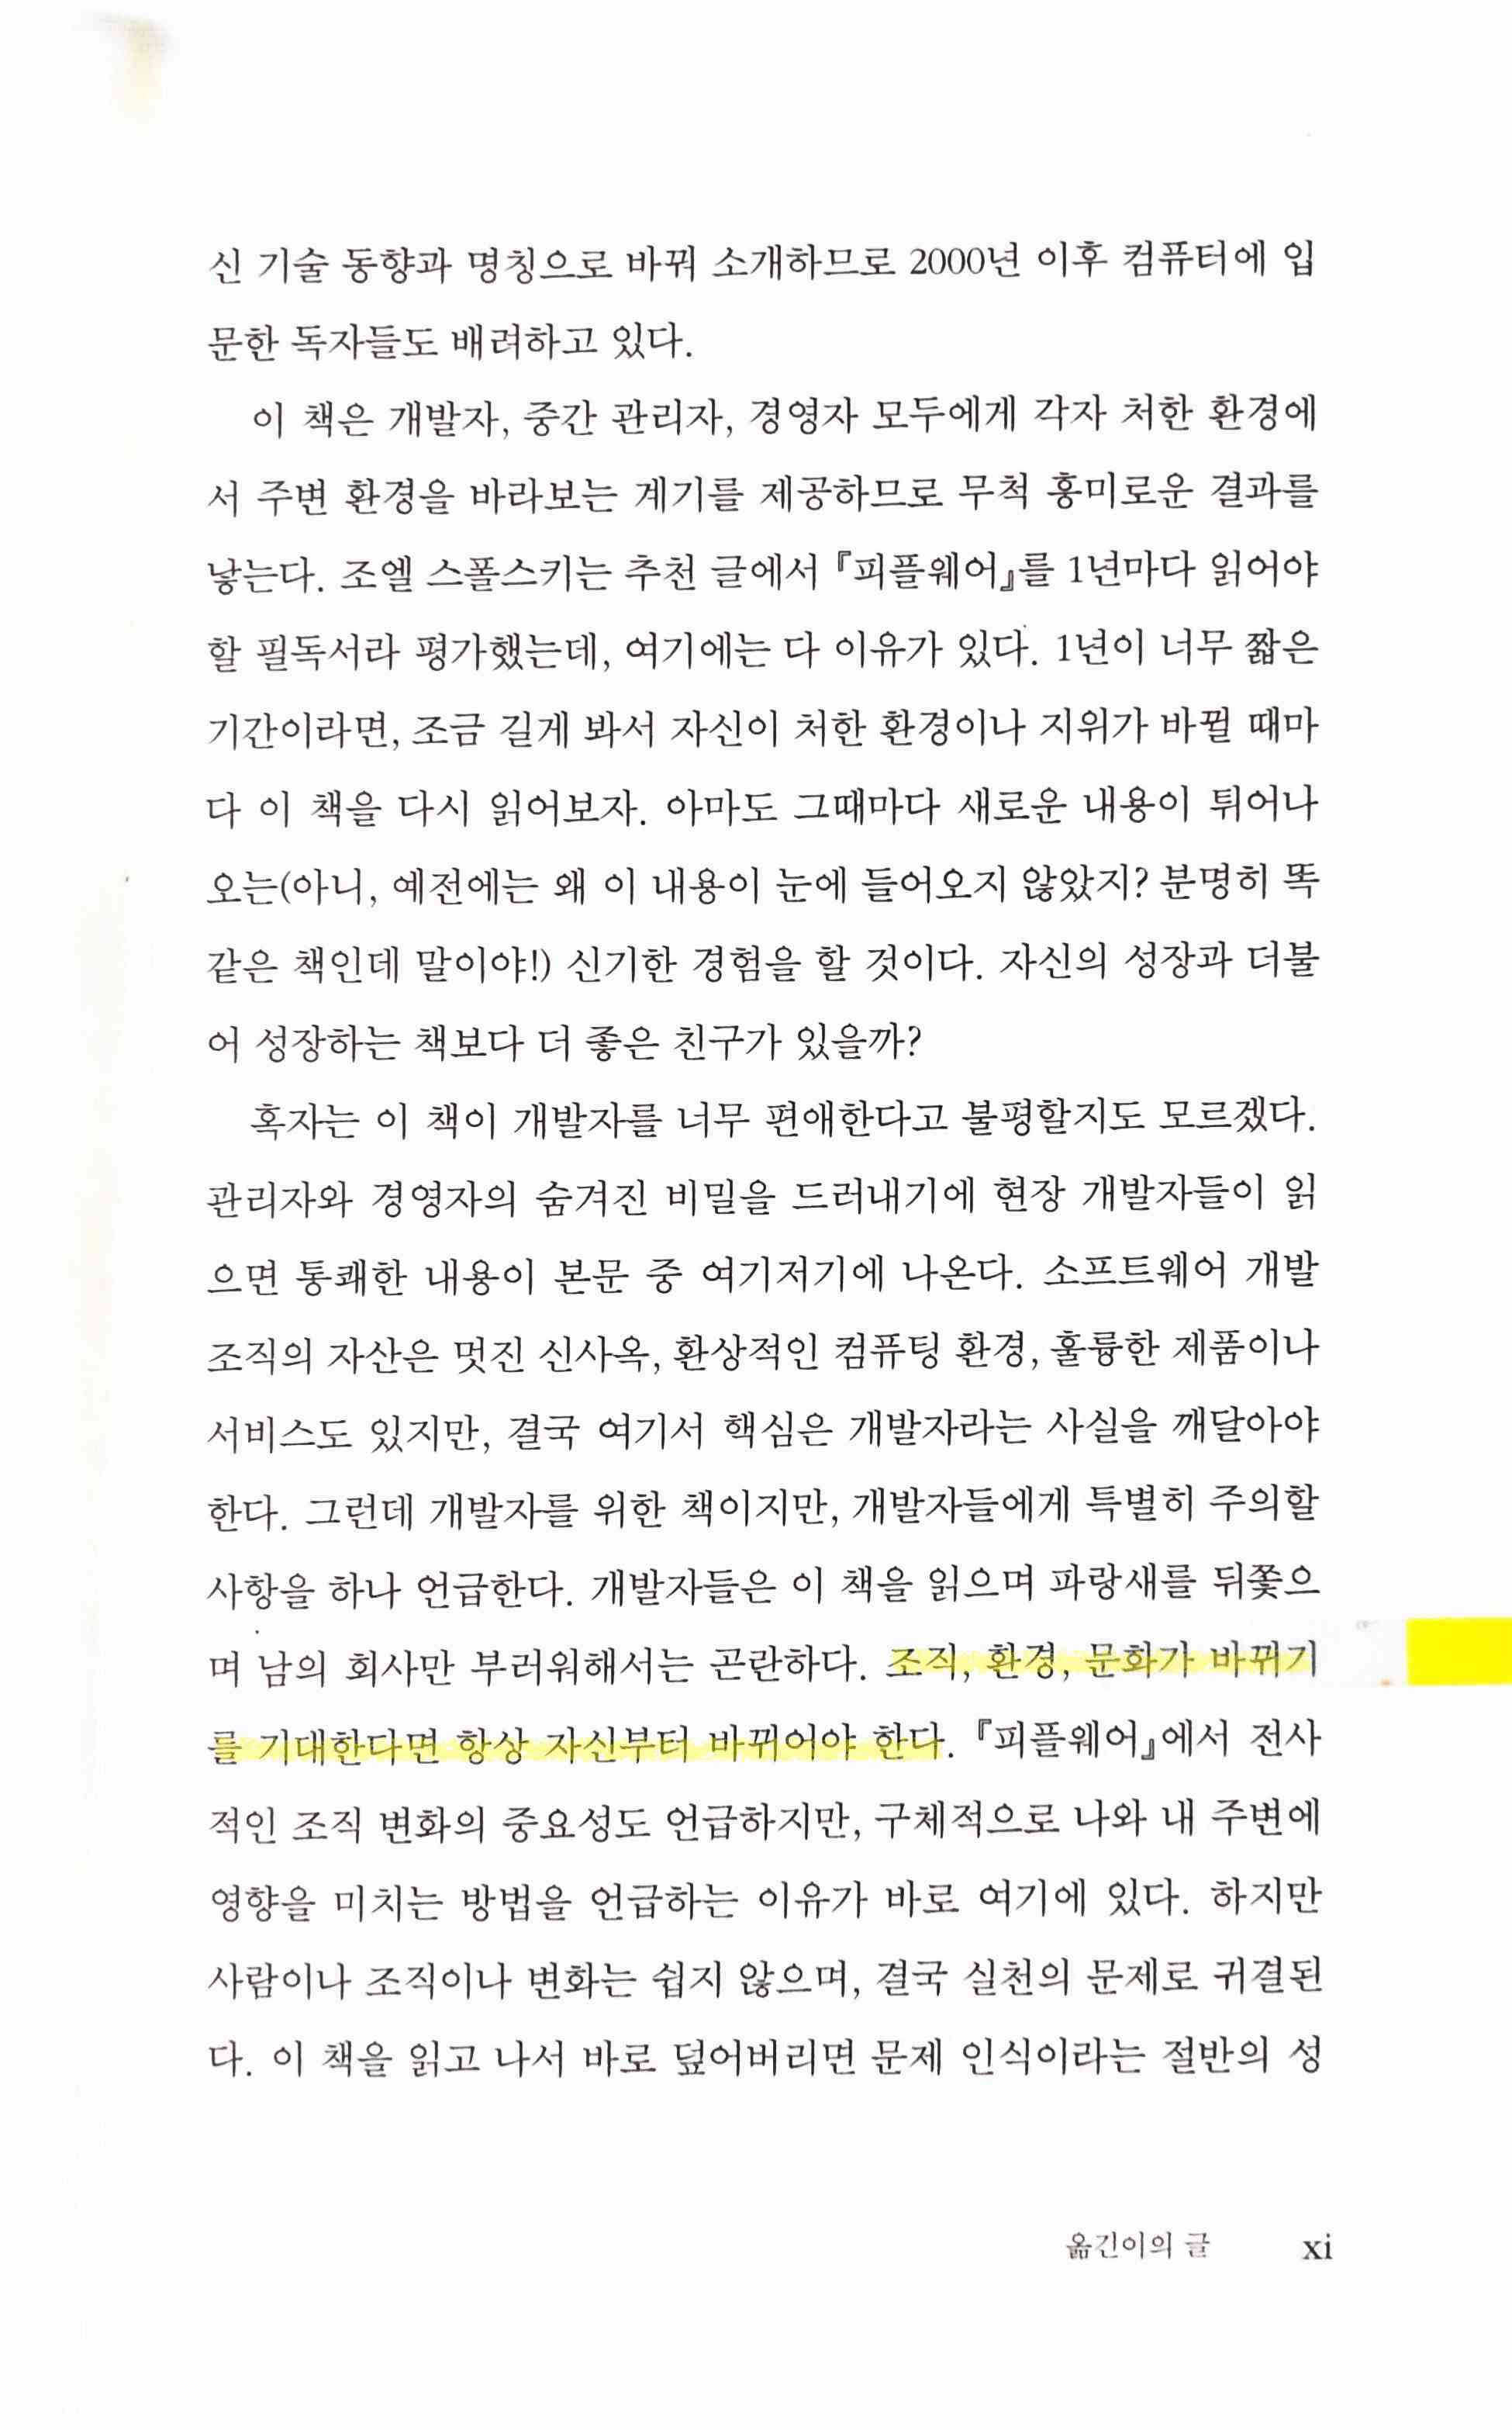 신 기술 동향과 명칭으로 바꿔 소개하므로 2000년 이후 컴퓨터에 입
문한 독자들도 배려하고 있다.
이 책은 개발자, 중간 관리자, 경영자 모두에게 각자 처한 환경에
서 주변 환경을 바라보는 계기를 제공하므로 무척 흥미로운 결과를
낳는다. 조엘 스폴스키는 추천 글에서 『피플웨어』를 1년마다 읽어야
할 필독서라 평가했는데, 여기에는 다 이유가 있다. 1년이 너무 짧은
기간이라면, 조금 길게 봐서 자신이 처한 환경이나 지위가 바뀔 때마
다 이 책을 다시 읽어보자. 아마도 그때마다 새로운 내용이 튀어나
오는(아니, 예전에는 왜 이 내용이 눈에 들어오지 않았지? 분명히 똑
같은 책인데 말이야!) 신기한 경험을 할 것이다. 자신의 성장과 더불
어 성장하는 책보다 더 좋은 친구가 있을까?
혹자는 이 책이 개발자를 너무 편애한다고 불평할지도 모르겠다.
관리자와 경영자의 숨겨진 비밀을 드러내기에 현장 개발자들이 읽
으면 통쾌한 내용이 본문 중 여기저기에 나온다. 소프트웨어 개발
조직의 자산은 멋진 신사옥, 환상적인 컴퓨팅 환경, 훌륭한 제품이나
서비스도 있지만, 결국 여기서 핵심은 개발자라는 사실을 깨달아야
한다. 그런데 개발자를 위한 책이지만, 개발자들에게 특별히 주의할
사항을 하나 언급한다. 개발자들은 이 책을 읽으며 파랑새를 뒤쫓으
며 남의 회사만 부러워해서는 곤란하다. 조직, 환경, 문화가 바뀌기
를 기대한다면 항상 자신부터 바뀌어야 한다. 『피플웨어』에서 전사
적인 조직 변화의 중요성도 언급하지만, 구체적으로 나와 내 주변에
영향을 미치는 방법을 언급하는 이유가 바로 여기에 있다. 하지만
사람이나 조직이나 변화는 쉽지 않으며, 결국 실천의 문제로 귀결된
다. 이 책을 읽고 나서 바로 덮어버리면 문제 인식이라는 절반의 성
옮긴이의 글 xi